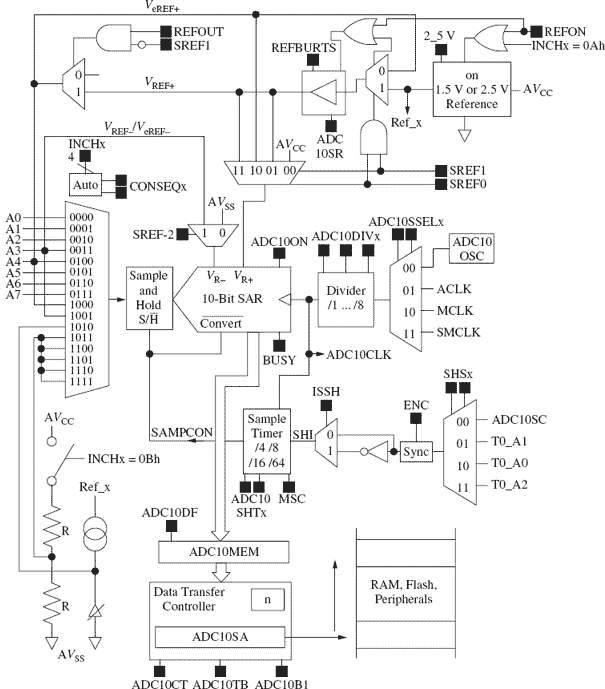 VeREF+
REFOUT
SREF1
REFBURTS
2_5 V
REFON
INCHx = 0Ah
0
1
VREF+
0
1
on
1.5 V or 2.5 V
Reference
AVCC
ADC
10SR
Ref_x
VREF–/VeREF–
INCHx
4
Auto
CONSEQx
AVCC
11 10 01 00
SREF1
SREF0
AVSS
SREF-2
1 0
A0
A1
A2
A3
A4
A5
A6
A7
0000
0001
0010
0011
0100
0101
0110
0111
1000
1001
1010
1011
1100
1101
1110
1111
Sample
and
Hold
S/H
VR– VR+
10-Bit SAR
Convert
ADC10ON
BUSY
ADC10DIVx
Divider
/1 ... /8
ADC10SSELx
00
01
10
11
ADC10
OSC
ACLK
MCLK
SMCLK
ADC10CLK
SAMPCON
Sample
Timer
/4 /8
/16 /64
SHI
ISSH
0
1
ENC
Sync
SHSx
00
01
10
11
ADC10SC
T0_A1
T0_A0
T0_A2
ADC10
SHTx
MSC
AVCC
INCHx = 0Bh
Ref_x
R
R
AVSS
ADC10DF
ADC10MEM
Data Transfer
Controller
n
ADC10SA
RAM, Flash,
Peripherals
ADC10CT ADC10TB ADC10B1